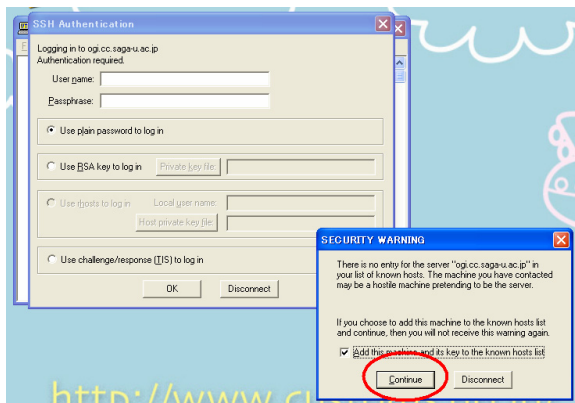 SSH Authentication
Logging in to ogi.cc.saga-u.ac.jp
Authentication required.
User name:
Passphrase:
Use plain password to log in
Use RSA key to log in
Private key file:
Use rhosts to log in
Local user name:
Host private key file:
Use challenge/response (TIS) to log in
OK
Disconnect
SECURITY WARNING
There is no entry for the server "ogi.cc.saga-u.ac.jp" in
your list of known hosts. The machine you have contacted
may be a hostile machine pretending to be the server.
If you choose to add this machine to the known hosts list
and continue, then you will not receive this warning again.
Add this machine and its key to the known hosts list
Continue
Disconnect
http://www.